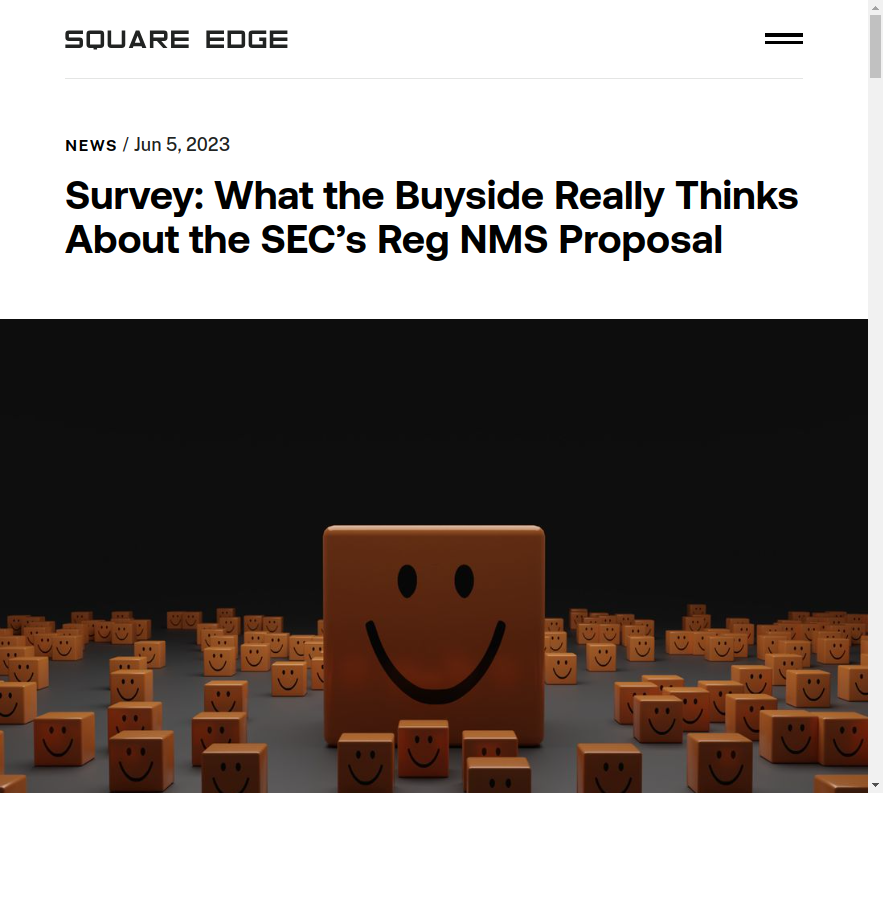 SQUARE EDGE
NEWS / Jun 5, 2023
Survey: What the Buyside Really Thinks
About the SEC’s Reg NMS Proposal